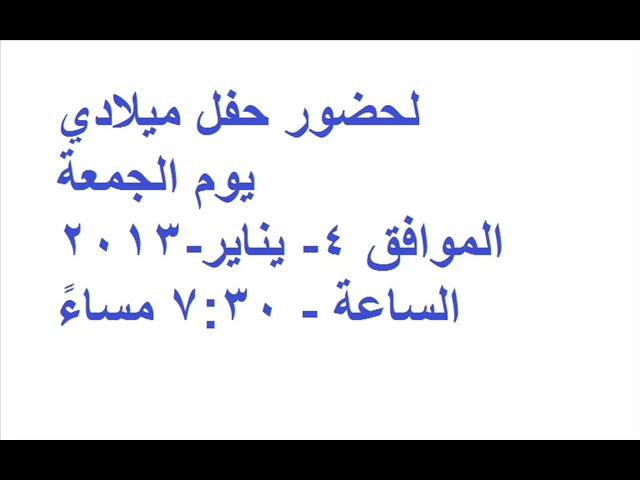 لحضور حفل ميلادي
يوم الجمعة
الموافق ٤- يناير-٢٠١٣
الساعة - ٧:٣٠ مساءً